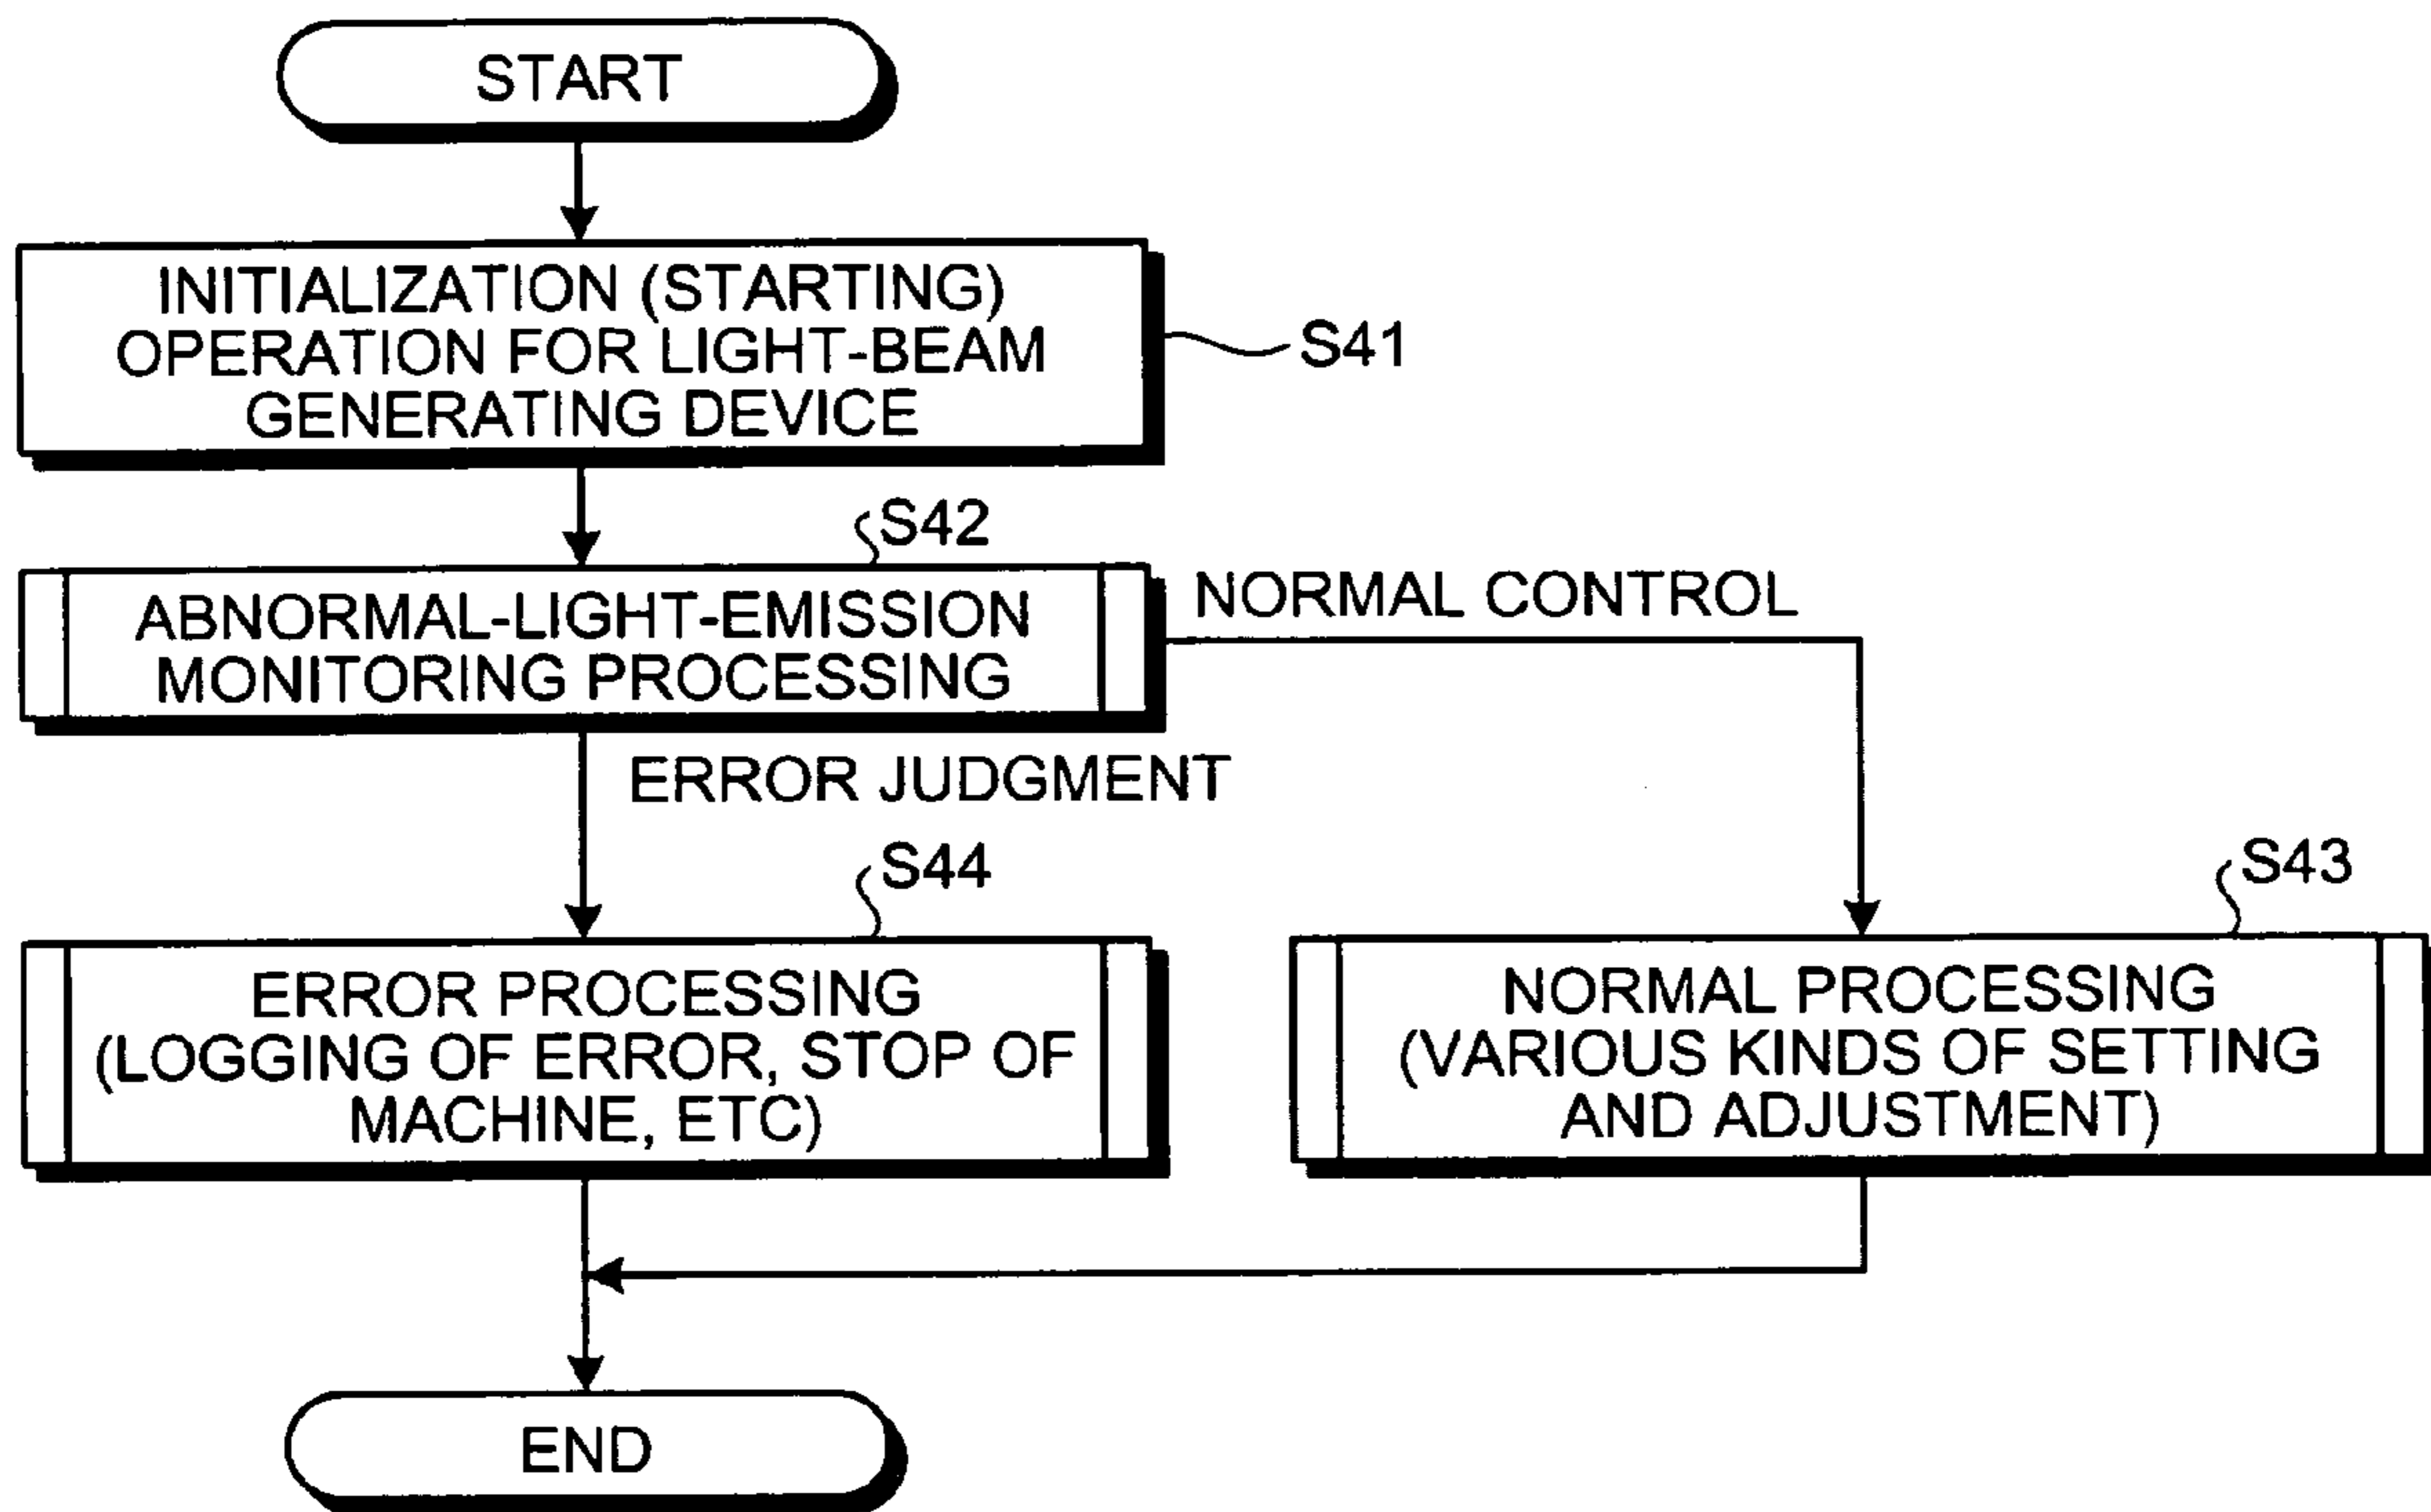 START
INITIALIZATION (STARTING)
OPERATION FOR LIGHT-BEAM
GENERATING DEVICE
S41
S42
ABNORMAL-LIGHT-EMISSION
MONITORING PROCESSING
NORMAL CONTROL
ERROR JUDGMENT
S44
ERROR PROCESSING
(LOGGING OF ERROR, STOP OF
MACHINE, ETC)
S43
NORMAL PROCESSING
(VARIOUS KINDS OF SETTING
AND ADJUSTMENT)
END